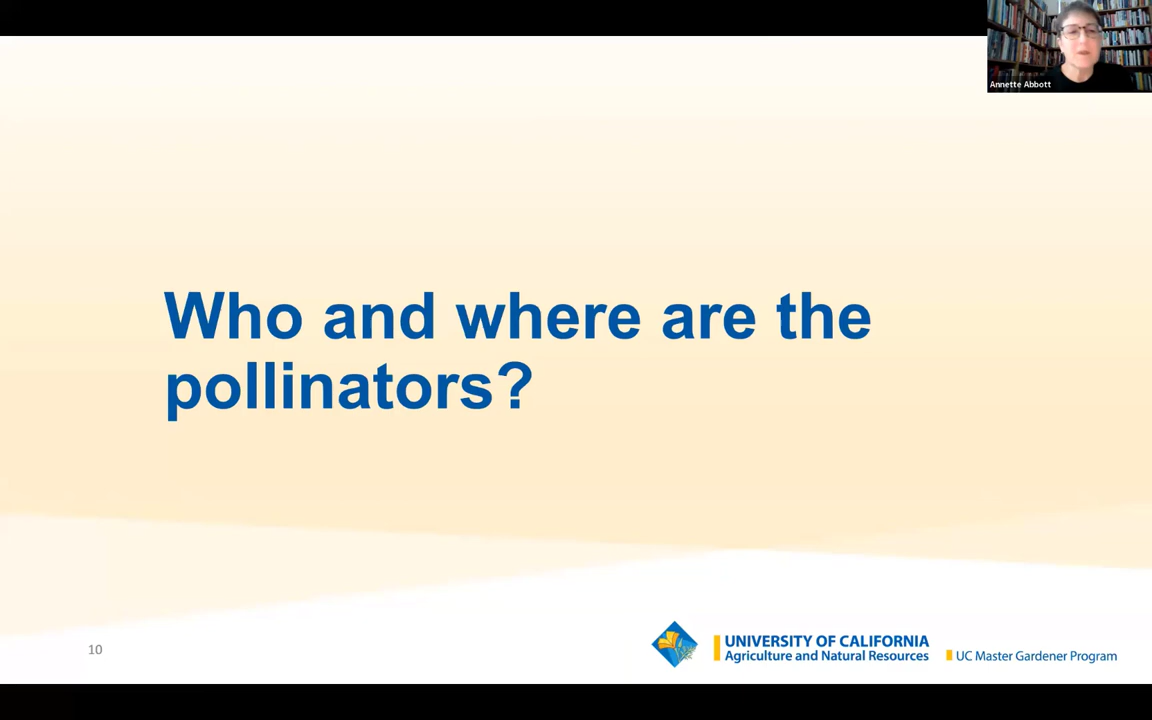 Annette Abbott
Who and where are the
pollinators?
10
UNIVERSITY OF CALIFORNIA
Agriculture and Natural Resources
UC Master Gardener Program